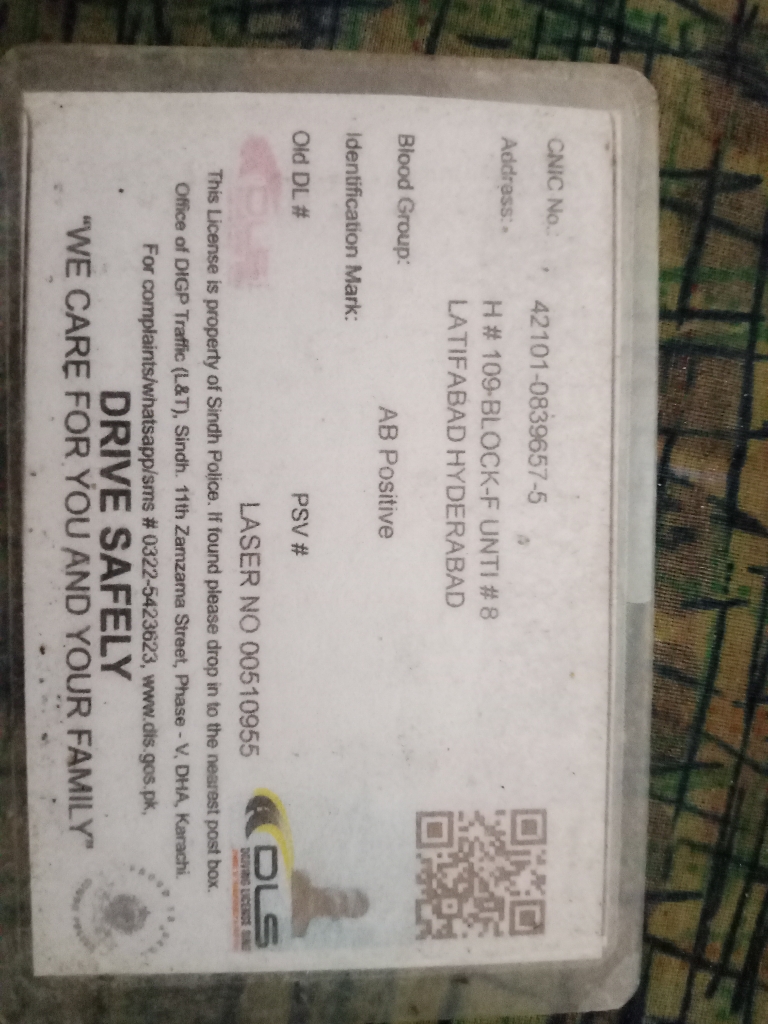 CNIC No.: 42101-0839657-5
Address: H # 109-BLOCK-F UNTI # 8
LATIFABAD HYDERABAD
Blood Group: AB Positive
Identification Mark:
Old DL # PSV #
LASER NO 00510955
DLS
This License is property of Sindh Police. If found please drop in to the nearest post box.
Office of DIGP Traffic (L&T), Sindh. 11th Zamzama Street, Phase - V, DHA, Karachi.
For complaints/whatsapp/sms # 0322-5423623, www.dls.gos.pk,
DRIVE SAFELY
"WE CARE FOR YOU AND YOUR FAMILY"